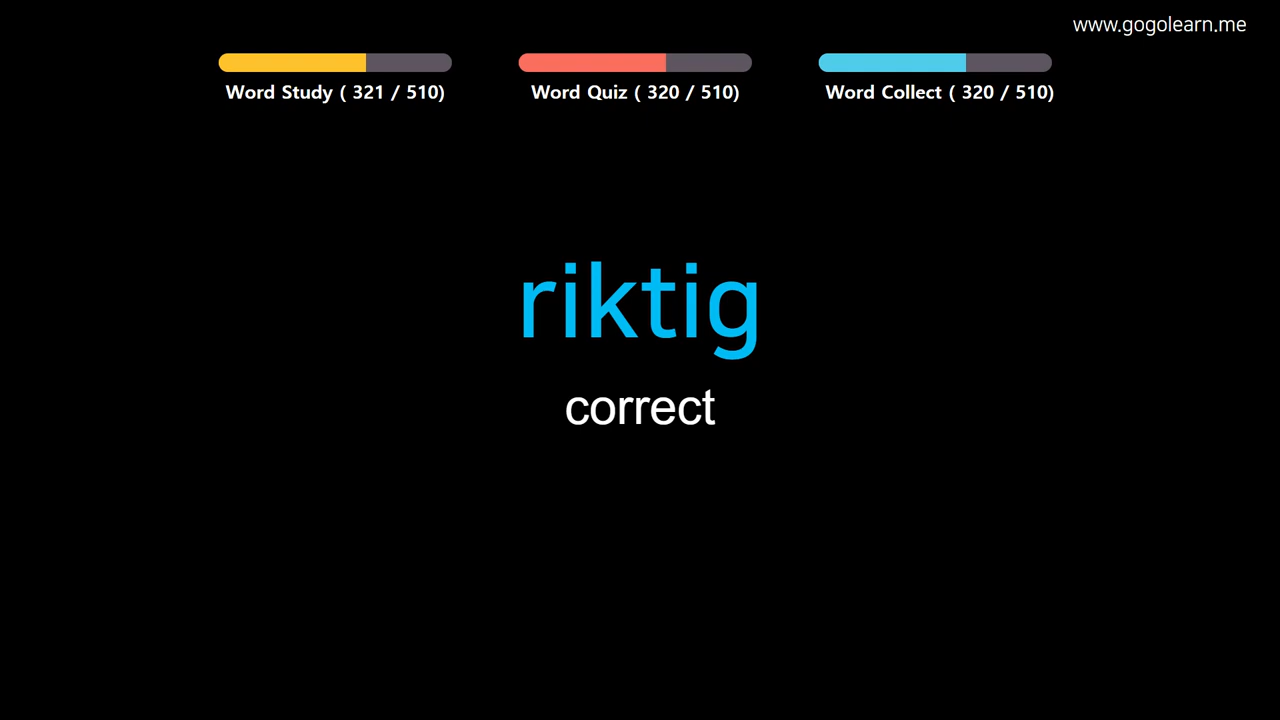 www.gogolearn.me
Word Study ( 321 / 510)
Word Quiz ( 320 / 510)
Word Collect ( 320 / 510)
riktig
correct